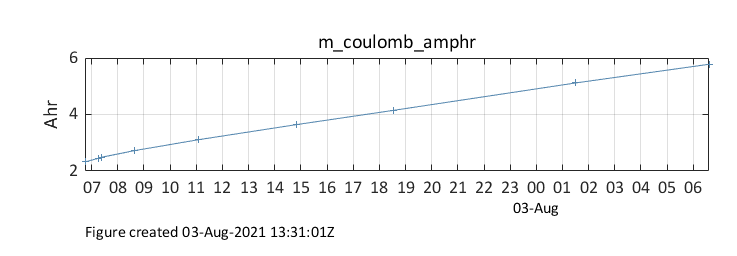 m_coulomb_amphr
6
4
2
Ahr
07 08 09 10 11 12 13 14 15 16 17 18 19 20 21 22 23 00 01 02 03 04 05 06
03-Aug
Figure created 03-Aug-2021 13:31:01Z